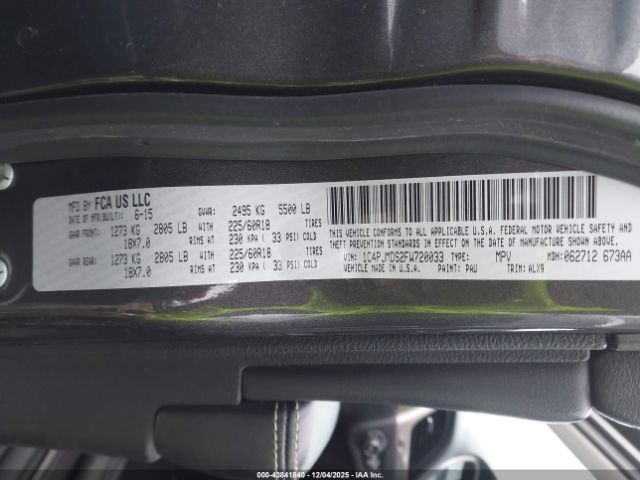 MFD BY FCA US LLC
DATE OF MFR(BUILT): 6-15 GVWR: 2495 KG 5500 LB
GAWR FRONT: 1273 KG 2805 LB WITH 225/60R18 TIRES
18X7.0 RIMS AT 230 KPA ( 33 PSI) COLD
GAWR REAR: 1273 KG 2805 LB WITH 225/60R18 TIRES
18X7.0 RIMS AT 230 KPA ( 33 PSI) COLD
THIS VEHICLE CONFORMS TO ALL APPLICABLE U.S.A. FEDERAL MOTOR VEHICLE SAFETY AND
THEFT PREVENTION STANDARDS IN EFFECT ON THE DATE OF MANUFACTURE SHOWN ABOVE.
VIN: 1C4PJMDS2FW720033 TYPE: MPV MDH:062712 673AA
VEHICLE MADE IN U.S.A. PAINT: PAU TRIM: ALX9
000-43841840 - 12/04/2025 - COPYRIGHT © IAA